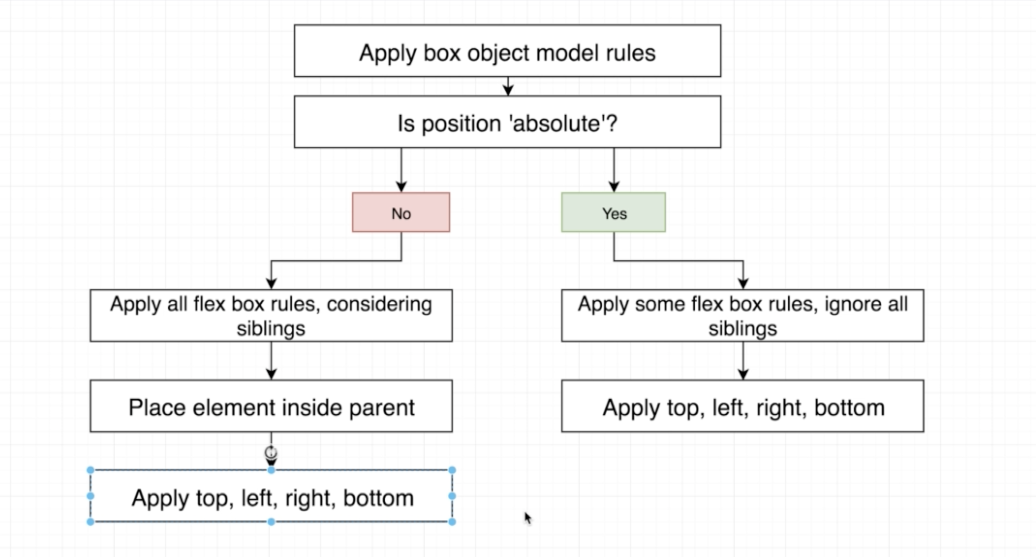 Apply box object model rules
Is position 'absolute'?
No
Yes
Apply all flex box rules, considering
siblings
Apply some flex box rules, ignore all
siblings
Place element inside parent
Apply top, left, right, bottom
Apply top, left, right, bottom